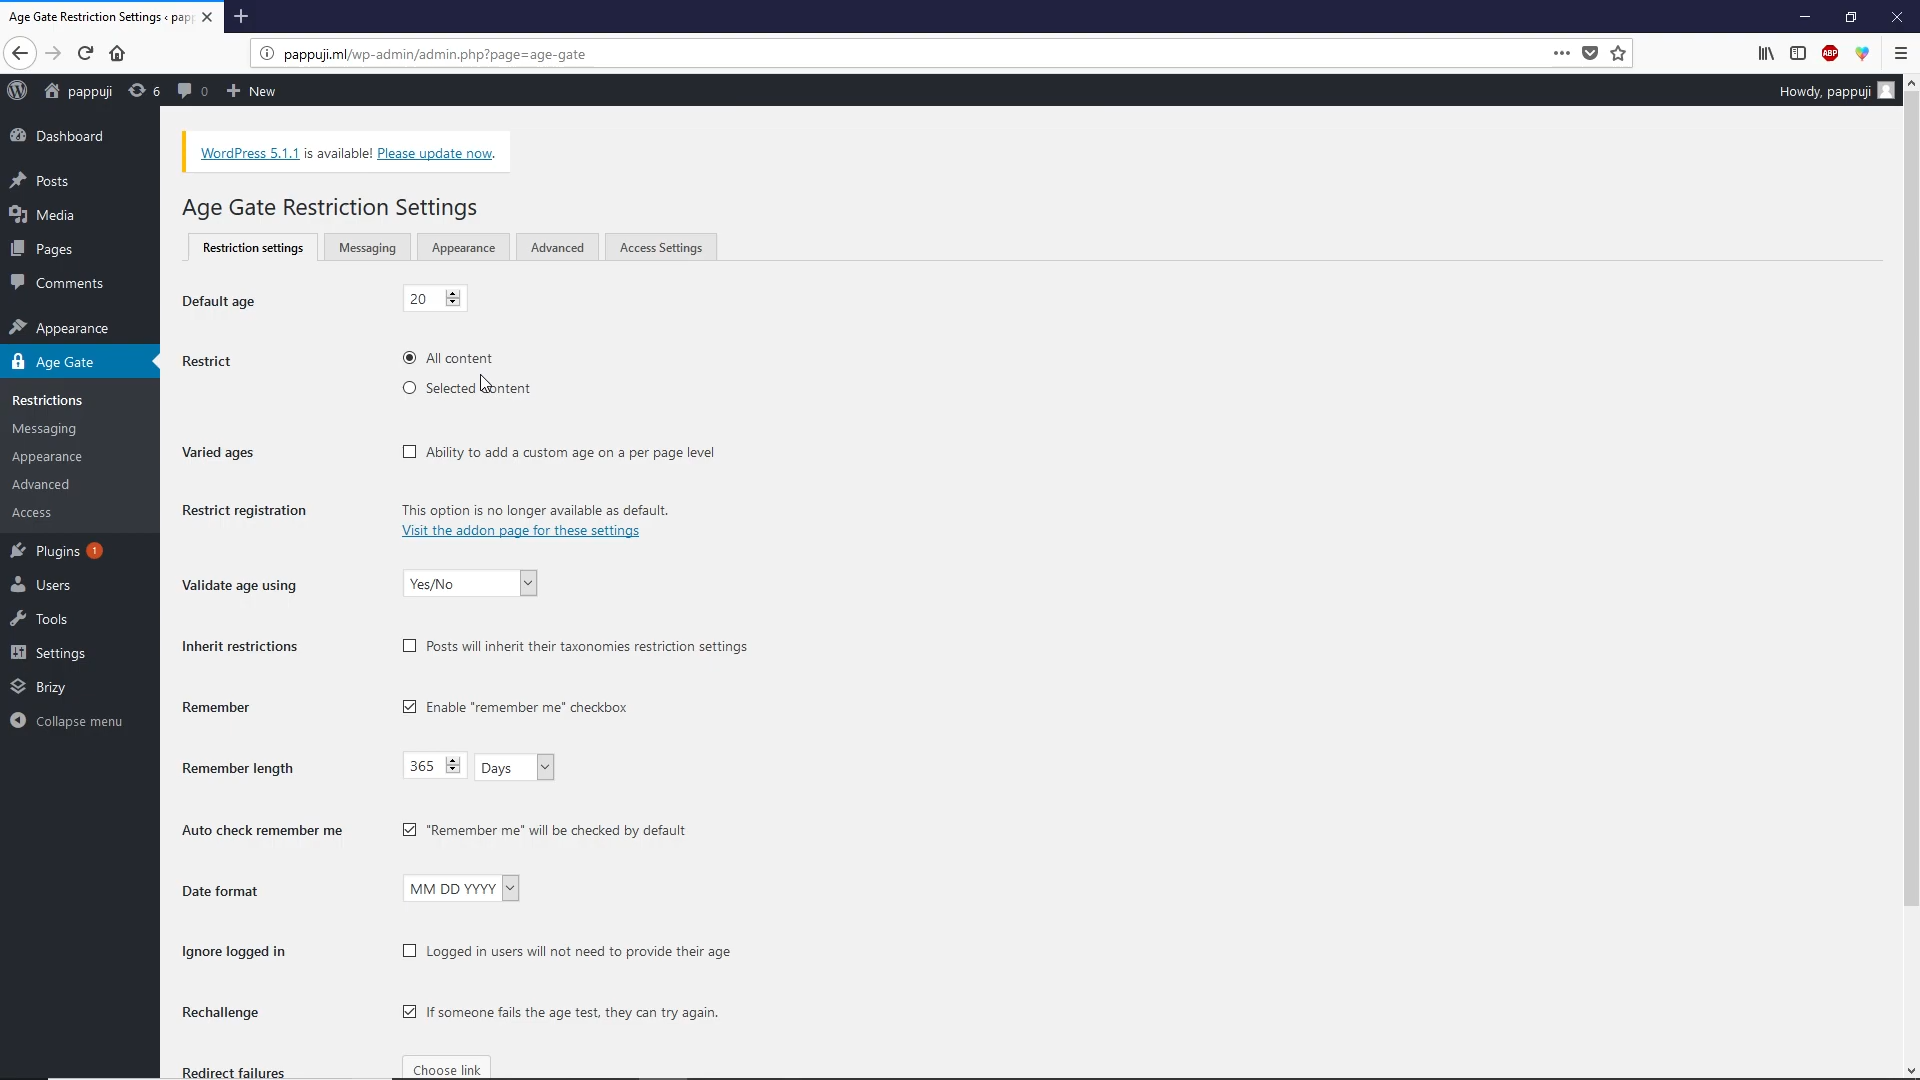 Age Gate Restriction Settings ‹ papp
pappuji.ml/wp-admin/admin.php?page=age-gate
ABP
pappuji 6 0 New Howdy, pappuji
Dashboard
Posts
Media
Pages
Comments
Appearance
Age Gate
Restrictions
Messaging
Appearance
Advanced
Access
Plugins 1
Users
Tools
Settings
Brizy
Collapse menu
WordPress 5.1.1 is available! Please update now.
Age Gate Restriction Settings
Restriction settings Messaging Appearance Advanced Access Settings
Default age 20
Restrict All content
Selected content
Varied ages Ability to add a custom age on a per page level
Restrict registration This option is no longer available as default.
Visit the addon page for these settings
Validate age using Yes/No
Inherit restrictions Posts will inherit their taxonomies restriction settings
Remember Enable "remember me" checkbox
Remember length 365 Days
Auto check remember me "Remember me" will be checked by default
Date format MM DD YYYY
Ignore logged in Logged in users will not need to provide their age
Rechallenge If someone fails the age test, they can try again.
Redirect failures Choose link